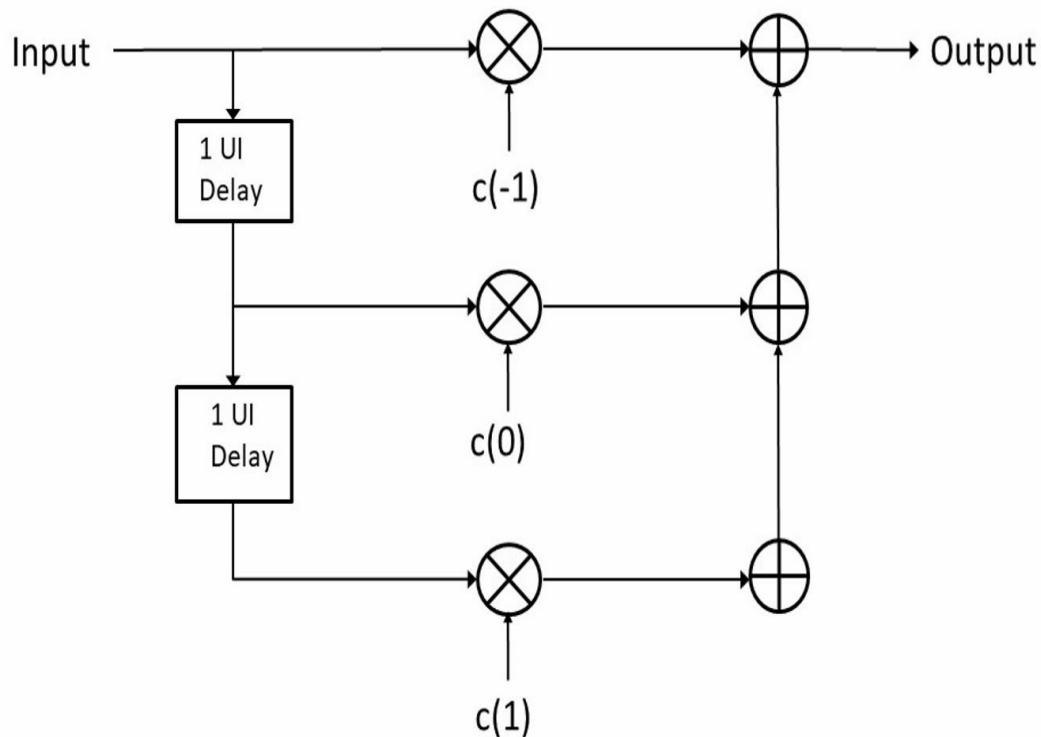 Input
Output
1 UI
Delay
c(-1)
c(0)
1 UI
Delay
c(1)